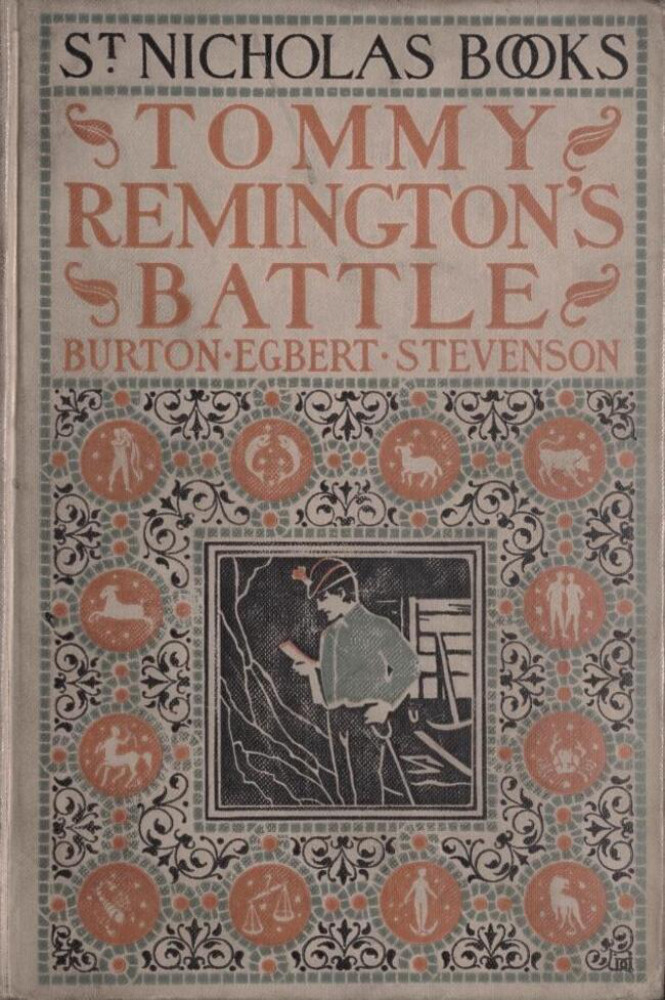 ST. NICHOLAS BOOKS
TOMMY
REMINGTON'S
BATTLE
BURTON·EGBERT·STEVENSON